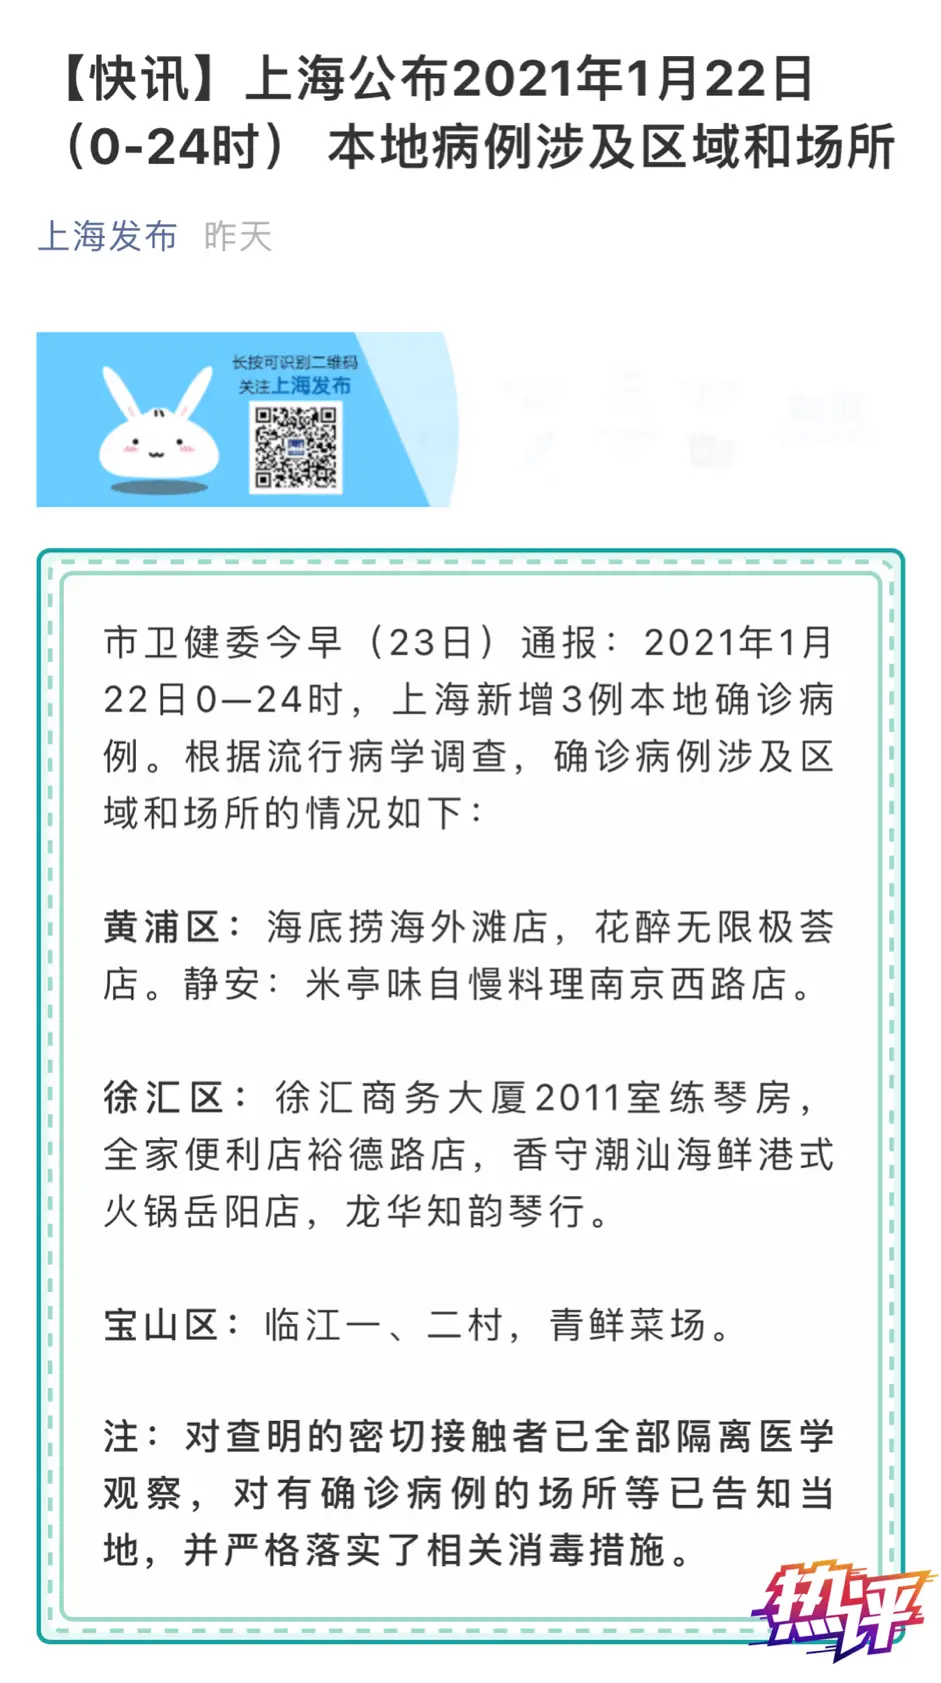 【快讯】上海公布2021年1月22日
（0-24时） 本地病例涉及区域和场所
上海发布 昨天
长按可识别二维码
关注上海发布
市卫健委今早（23日）通报：2021年1月
22日0—24时，上海新增3例本地确诊病
例。根据流行病学调查，确诊病例涉及区
域和场所的情况如下：
黄浦区：海底捞海外滩店，花醉无限极荟
店。静安：米亭味自慢料理南京西路店。
徐汇区：徐汇商务大厦2011室练琴房，
全家便利店裕德路店，香守潮汕海鲜港式
火锅岳阳店，龙华知韵琴行。
宝山区：临江一、二村，青鲜菜场。
注：对查明的密切接触者已全部隔离医学
观察，对有确诊病例的场所等已告知当
地，并严格落实了相关消毒措施。
热评